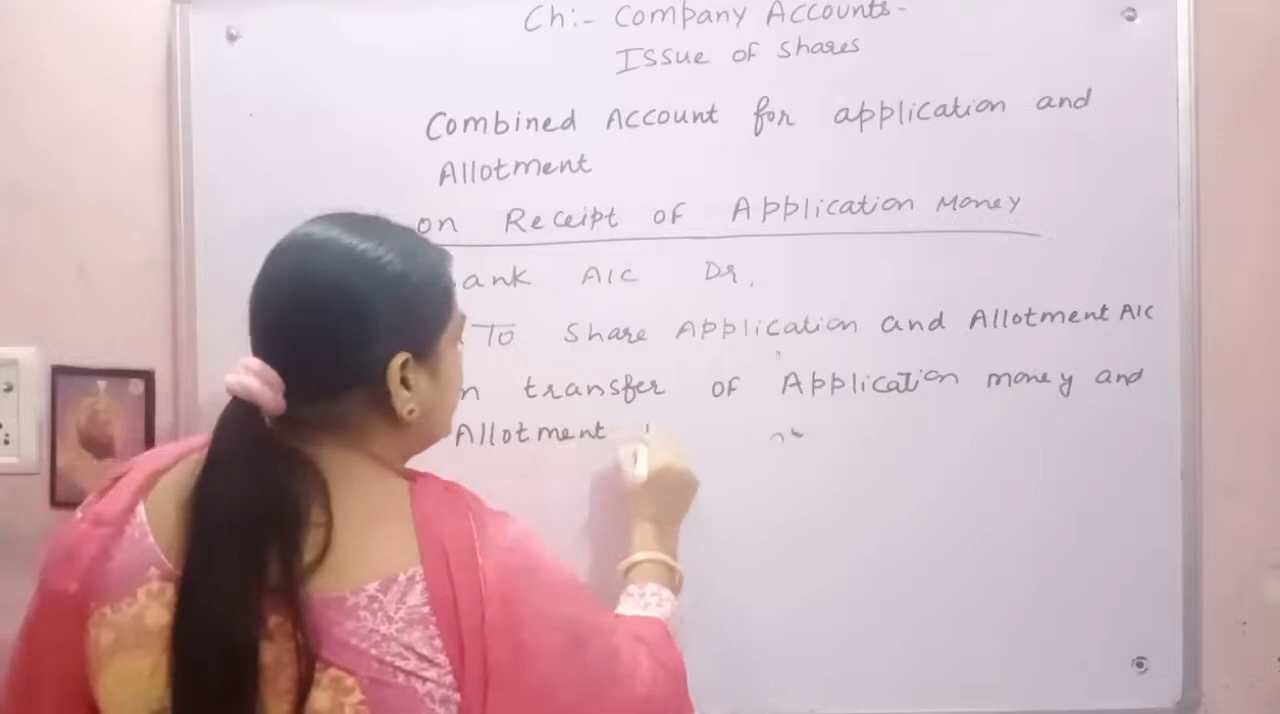 Ch:- Company Accounts-
Issue of shares
Combined Account for application and
Allotment
on Receipt of Application Money
ank A/c Dr.
To Share Application and Allotment A/c
n transfer of Application money and
Allotment